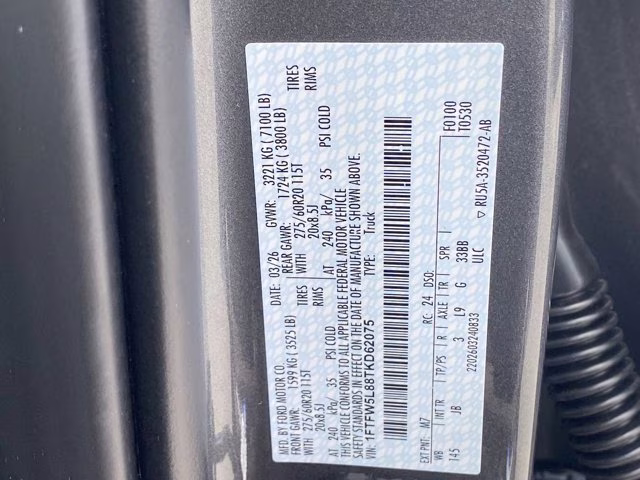 MFD. BY FORD MOTOR CO.
DATE: 03/26 GVWR: 3221 KG ( 7100 LB)
FRONT GAWR: 1599 KG (3525 LB) REAR GAWR: 1724 KG ( 3800 LB)
WITH 275/60R20 115T TIRES WITH 275/60R20 115T TIRES
20x8.5J RIMS 20x8.5J RIMS
AT 240 kPa/ 35 PSI COLD AT 240 kPa/ 35 PSI COLD
THIS VEHICLE CONFORMS TO ALL APPLICABLE FEDERAL MOTOR VEHICLE
SAFETY STANDARDS IN EFFECT ON THE DATE OF MANUFACTURE SHOWN ABOVE.
VIN: 1FTFW5L88TKD62075 TYPE: Truck
EXT PNT: M7 RC: 24 DSO: F0100
WB INT TR TP/PS R AXLE TR SPR T0530
145 JB 3 L9 G 33BB
ULC
2202603240833 ▽ RU5A-3520472-AB